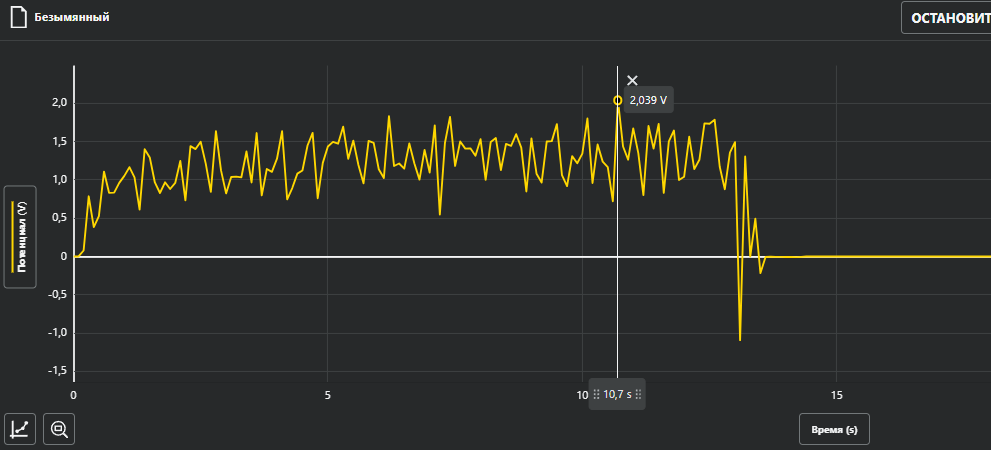 Безымянный
ОСТАНОВИТ
2,039 V
2,0
1,5
1,0
0,5
0
-0,5
-1,0
-1,5
Потенциал (V)
0
5
10
10,7 s
15
Время (s)